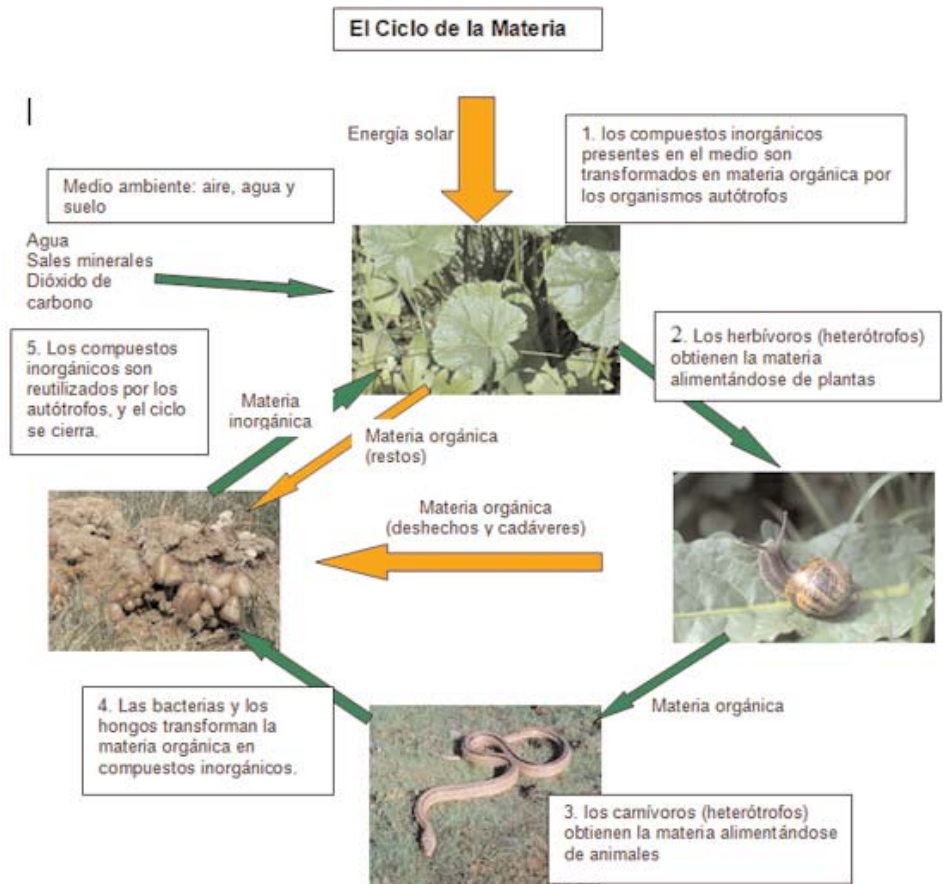 El Ciclo de la Materia
Energía solar
1. los compuestos inorgánicos
presentes en el medio son
transformados en materia orgánica por
los organismos autótrofos
Medio ambiente: aire, agua y
suelo
Agua
Sales minerales
Dióxido de
carbono
2. Los herbívoros (heterótrofos)
obtienen la materia
alimentándose de plantas
5. Los compuestos
inorgánicos son
reutilizados por los
autótrofos, y el ciclo
se cierra.
Materia
inorgánica
Materia orgánica
(restos)
Materia orgánica
(deshechos y cadáveres)
Materia orgánica
4. Las bacterias y los
hongos transforman la
materia orgánica en
compuestos inorgánicos.
3. los carnívoros (heterótrofos)
obtienen la materia alimentándose
de animales